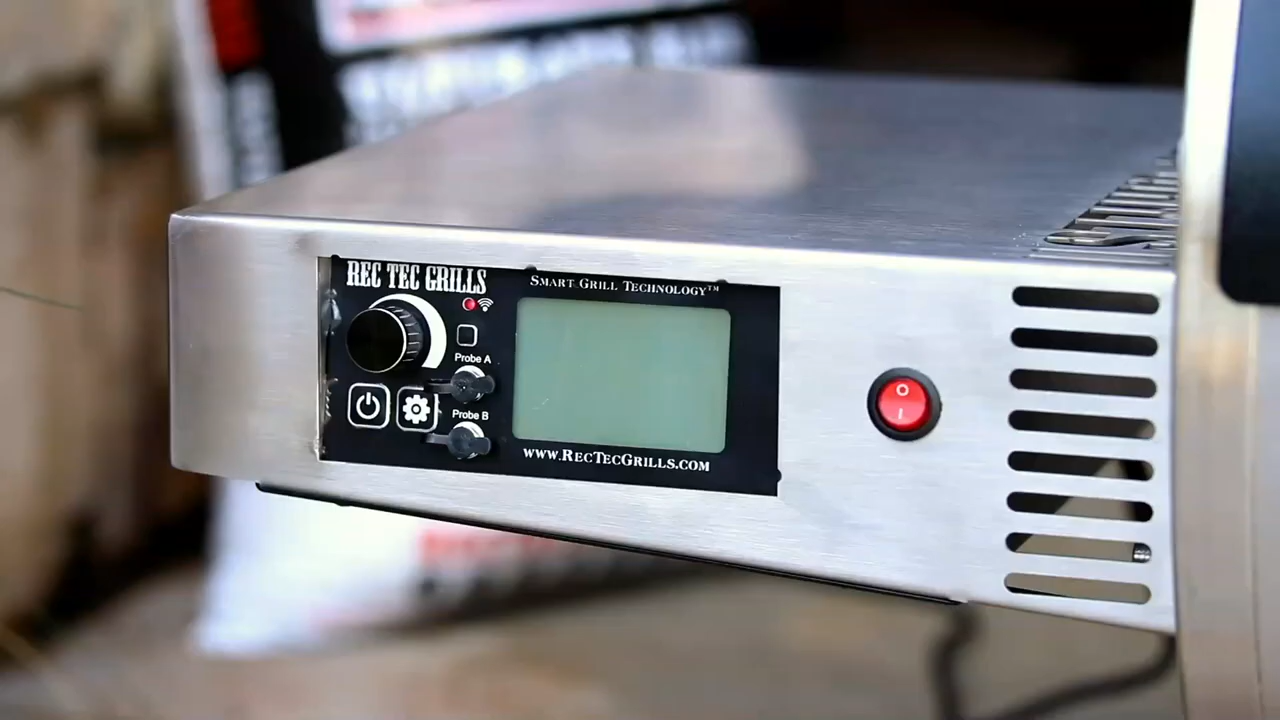 REC TEC GRILLS
SMART GRILL TECHNOLOGY™
Probe A
Probe B
WWW.RECTECGRILLS.COM
O
I